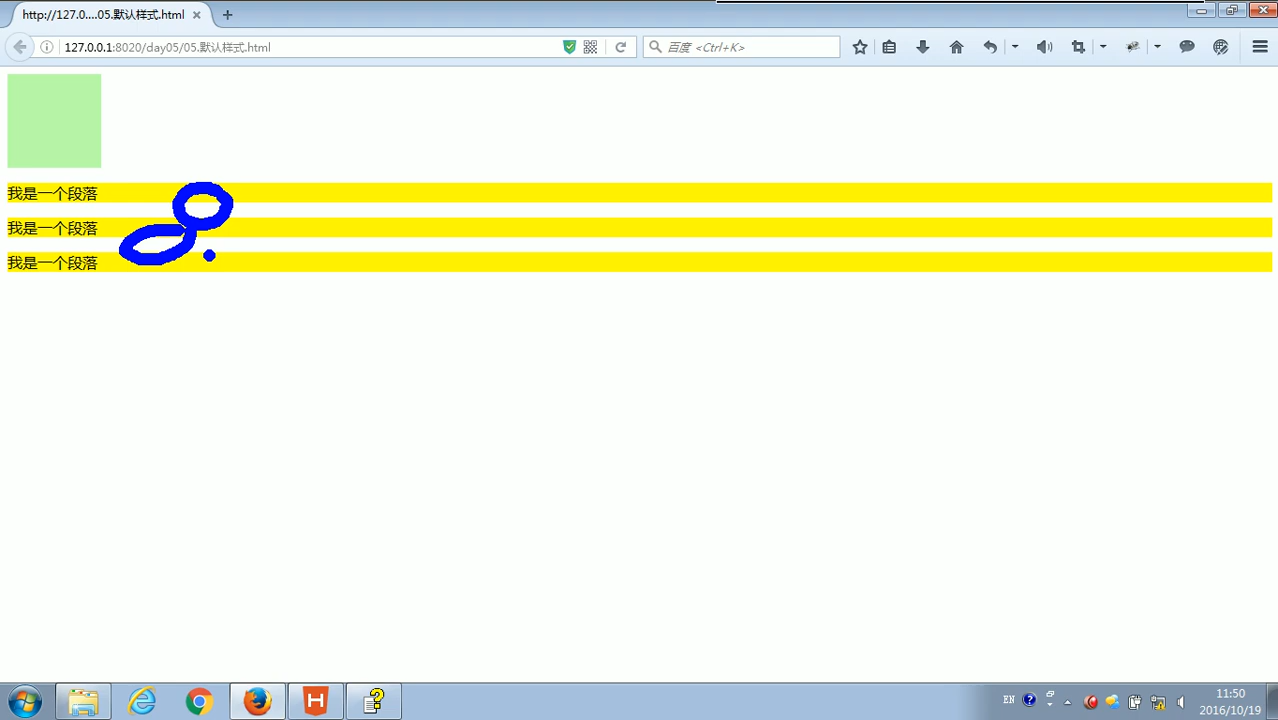 http://127.0....05.默认样式.html
127.0.0.1:8020/day05/05.默认样式.html
百度 <Ctrl+K>
我是一个段落
我是一个段落
我是一个段落
EN
11:50
2016/10/19